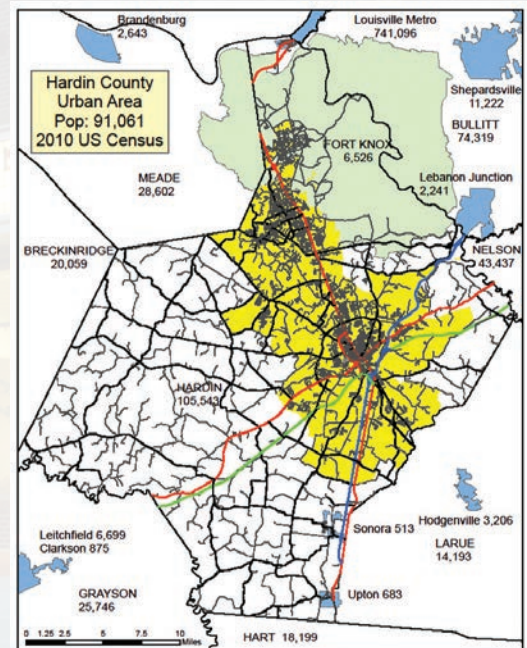 Brandenburg
2,643
Louisville Metro
741,096
Hardin County
Urban Area
Pop: 91,061
2010 US Census
Shepardsville
11,222
BULLITT
74,319
FORT KNOX
6,526
MEADE
28,602
Lebanon Junction
2,241
BRECKINRIDGE
20,059
NELSON
43,437
HARDIN
105,543
Sonora 513
Hodgenville 3,206
LARUE
14,193
Leitchfield 6,699
Clarkson 875
Upton 683
GRAYSON
25,746
HART 18,199
0 1.25 2.5 5 7.5 10
Miles